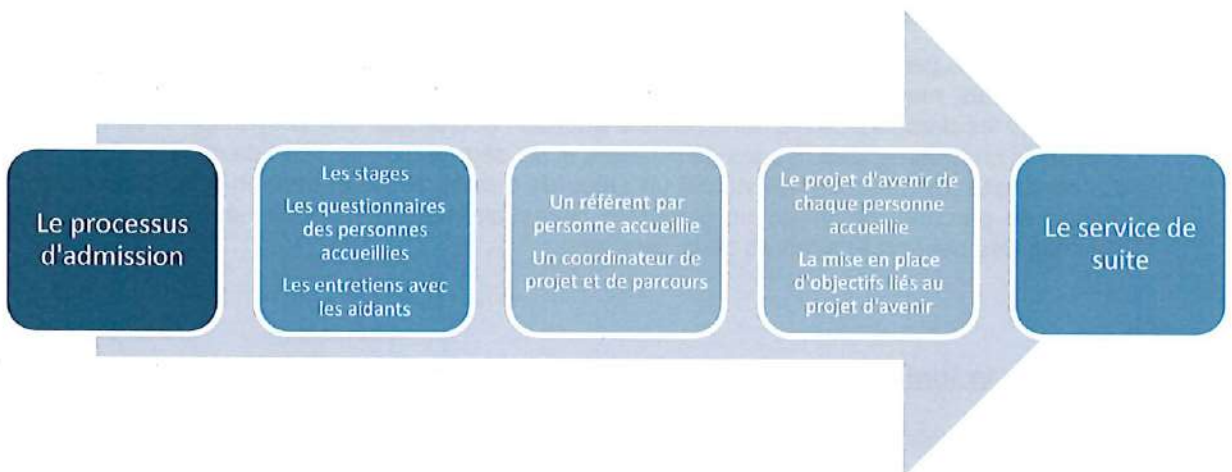 Le processus
d'admission
Les stages
Les questionnaires
des personnes
accueillies
Les entretiens avec
les aidants
Un référent par
personne accueillie
Un coordinateur de
projet et de parcours
Le projet d'avenir de
chaque personne
accueillie
La mise en place
d'objectifs liés au
projet d'avenir
Le service de
suite